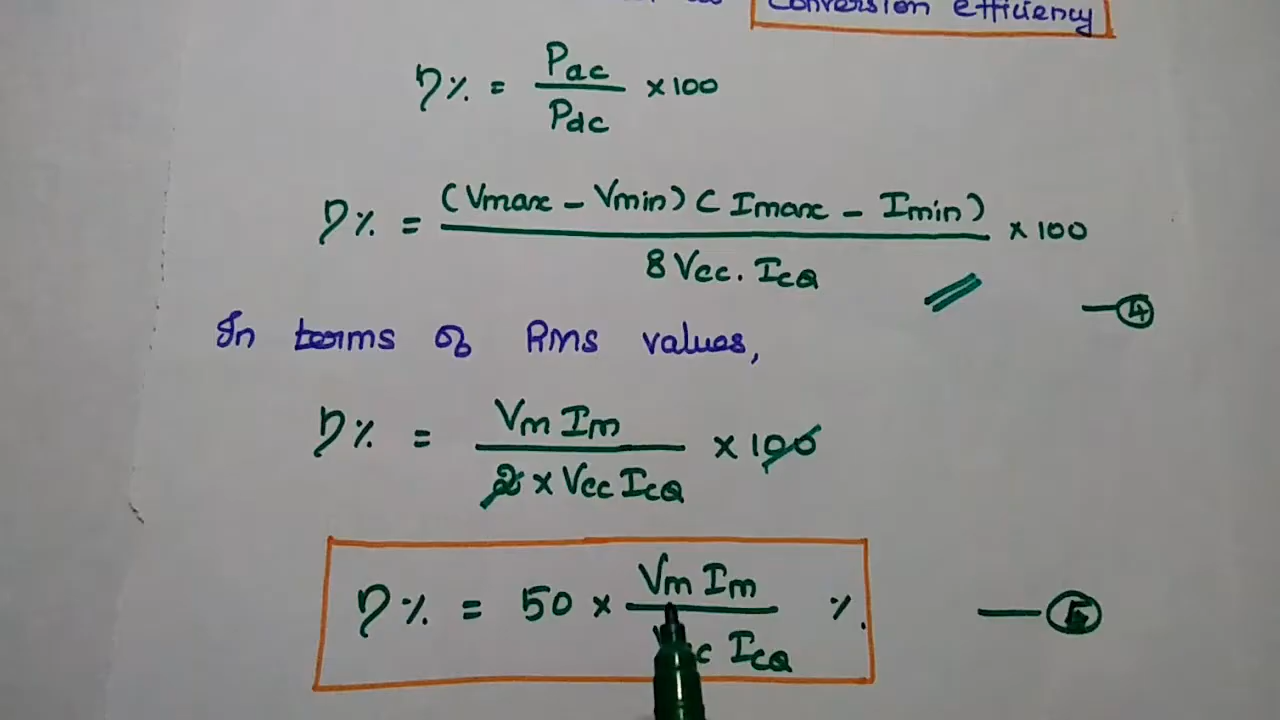 Conversion efficiency
η% = Pac / Pdc × 100
η% = (Vmax - Vmin) (Imax - Imin) / 8 Vcc. ICQ × 100
4
In terms of RMS values,
η% = Vm Im / 2 × Vcc ICQ × 100
η% = 50 × Vm Im / ICQ %.
5